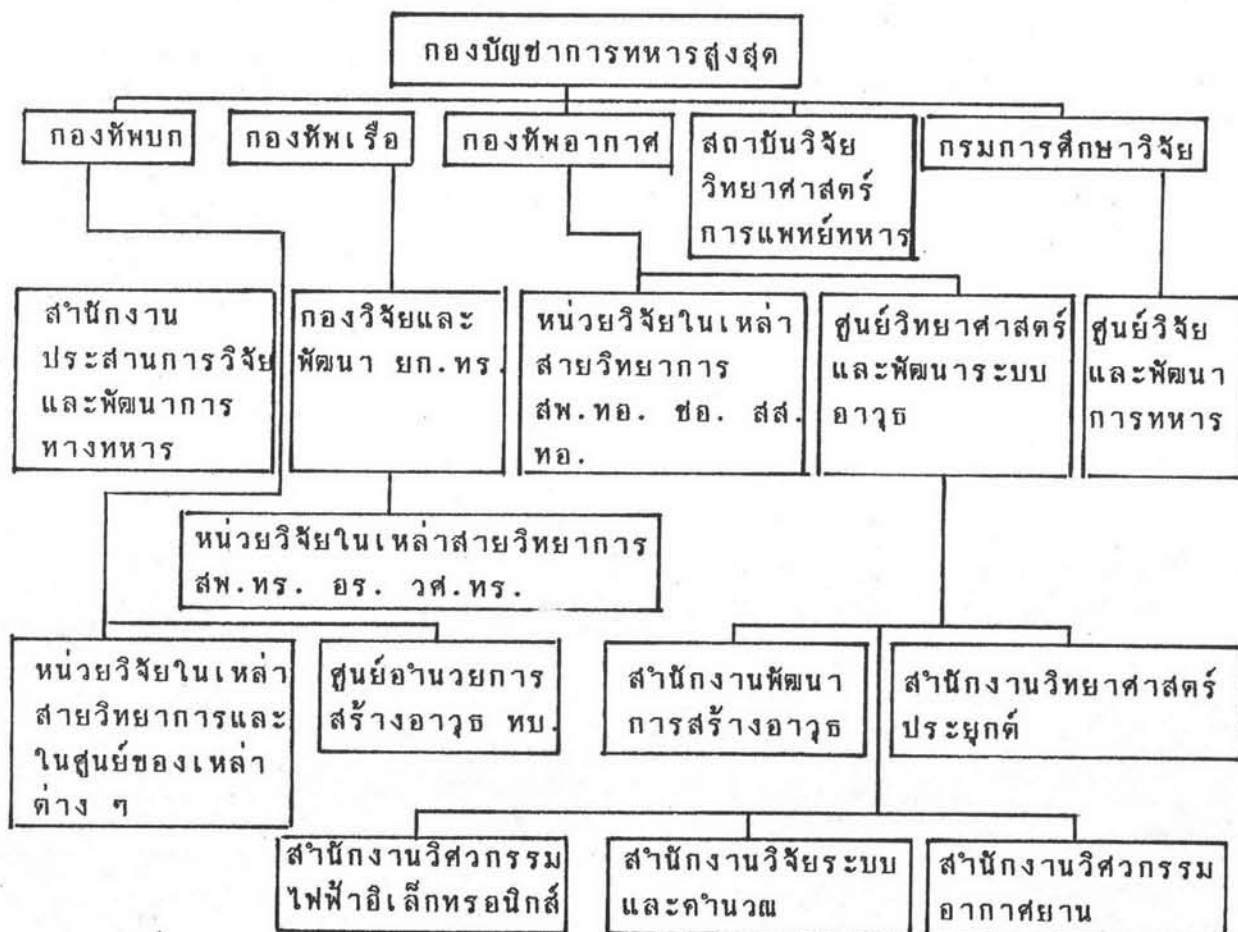 กองบัญชาการทหารสูงสุด
กองทัพบก
กองทัพเรือ
กองทัพอากาศ
สถาบันวิจัย
วิทยาศาสตร์
การแพทย์ทหาร
กรมการศึกษาวิจัย
สำนักงาน
ประสานการวิจัย
และพัฒนาการ
ทางทหาร
กองวิจัยและ
พัฒนา ยก.ทร.
หน่วยวิจัยในเหล่า
สายวิทยาการ
สพ.ทอ. ชอ. สส.
ทอ.
ศูนย์วิทยาศาสตร์
และพัฒนาระบบ
อาวุธ
ศูนย์วิจัย
และพัฒนา
การทหาร
หน่วยวิจัยในเหล่าสายวิทยาการ
สพ.ทร. อร. วศ.ทร.
หน่วยวิจัยในเหล่า
สายวิทยาการและ
ในศูนย์ของเหล่า
ต่าง ๆ
ศูนย์อำนวยการ
สร้างอาวุธ ทบ.
สำนักงานพัฒนา
การสร้างอาวุธ
สำนักงานวิทยาศาสตร์
ประยุกต์
สำนักงานวิศวกรรม
ไฟฟ้าอิเล็กทรอนิกส์
สำนักงานวิจัยระบบ
และคำนวณ
สำนักงานวิศวกรรม
อากาศยาน